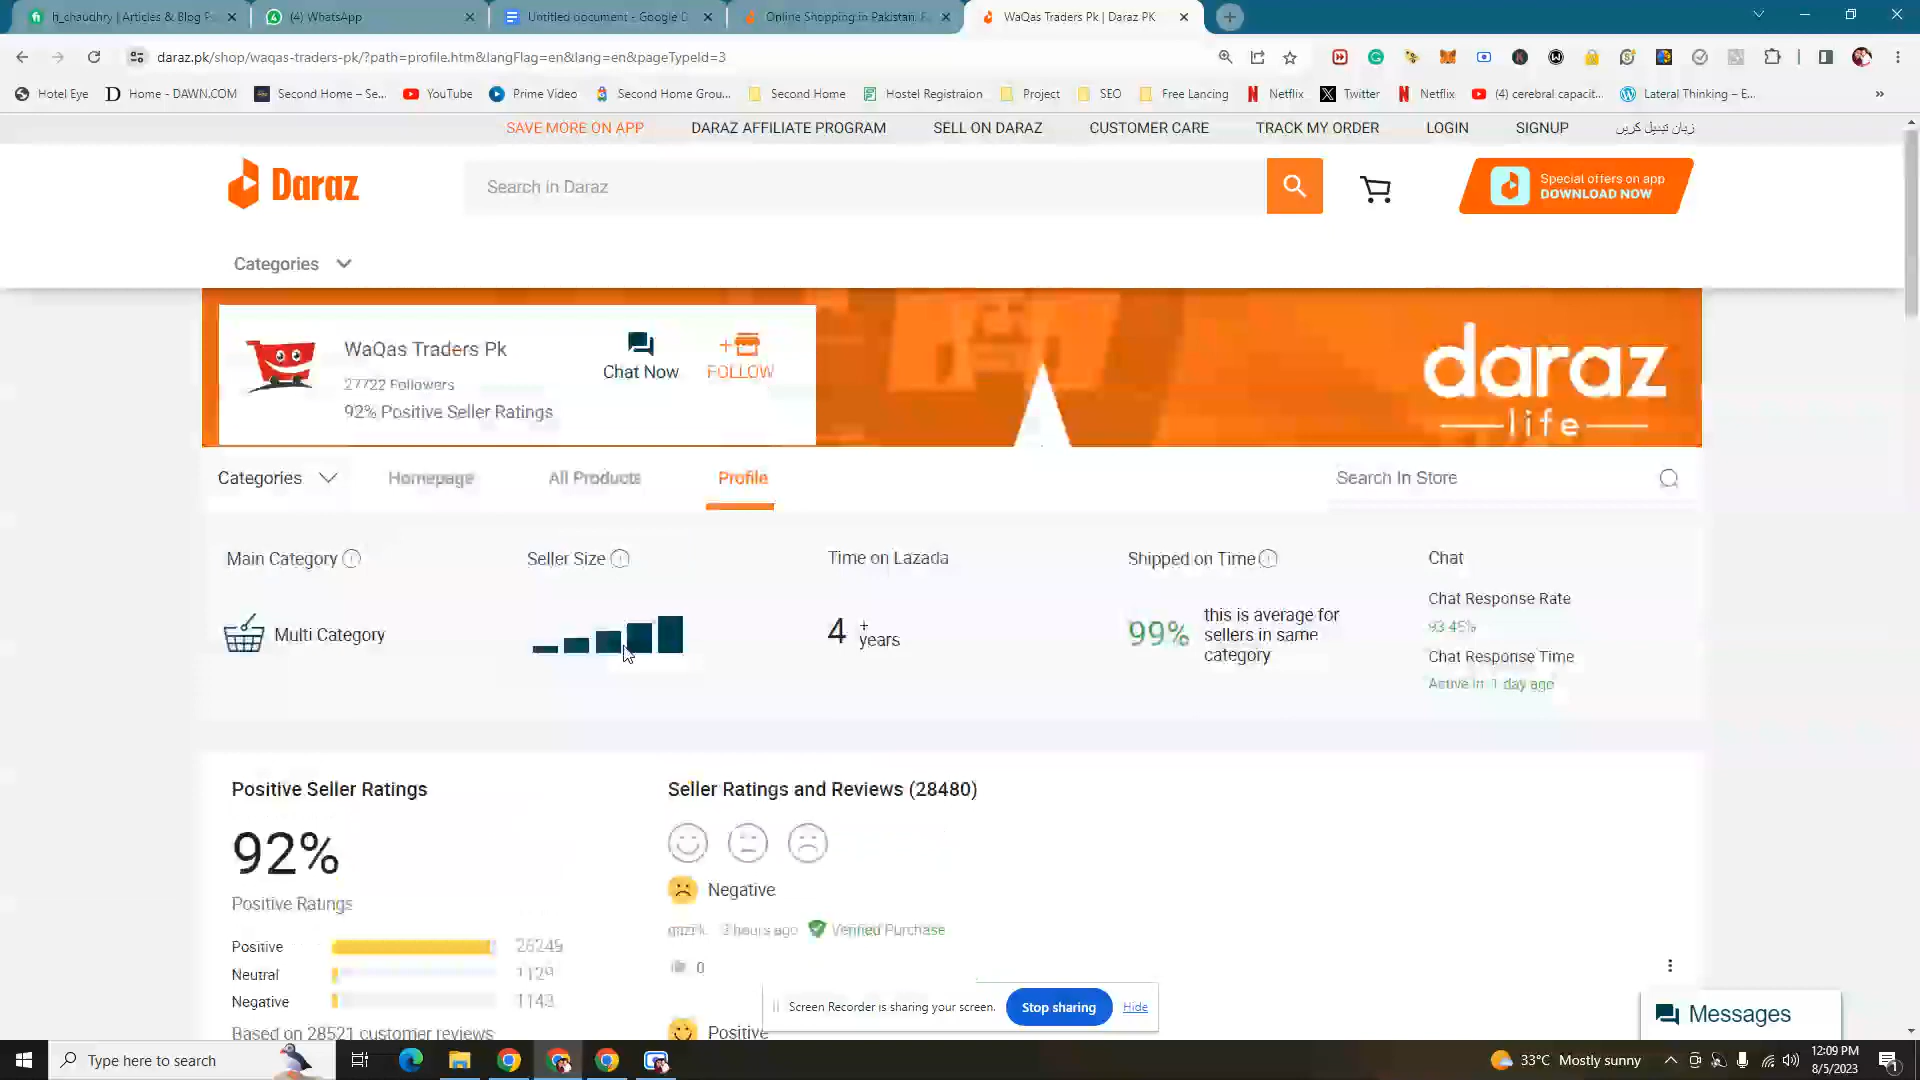 h_chaudhry | Articles & Blog P
(4) WhatsApp
Untitled document - Google D
Online Shopping in Pakistan: F
WaQas Traders Pk | Daraz PK
daraz.pk/shop/waqas-traders-pk/?path=profile.htm&langFlag=en&lang=en&pageTypeId=3
Hotel Eye
Home - DAWN.COM
Second Home – Se...
YouTube
Prime Video
Second Home Grou...
Second Home
Hostel Registraion
Project
SEO
Free Lancing
Netflix
Twitter
Netflix
(4) cerebral capacit...
Lateral Thinking – E...
»
SAVE MORE ON APP
DARAZ AFFILIATE PROGRAM
SELL ON DARAZ
CUSTOMER CARE
TRACK MY ORDER
LOGIN
SIGNUP
زبان تبدیل کریں
Daraz
Search in Daraz
Special offers on app
DOWNLOAD NOW
Categories
WaQas Traders Pk
27722 Followers
92% Positive Seller Ratings
Chat Now
FOLLOW
daraz
life
Categories
Homepage
All Products
Profile
Search In Store
Main Category
Seller Size
Time on Lazada
Shipped on Time
Chat
Multi Category
4 + years
99%
this is average for
sellers in same
category
Chat Response Rate
93.45%
Chat Response Time
Active in 1 day ago
Positive Seller Ratings
92%
Positive Ratings
Positive 26249
Neutral 1129
Negative 1143
Based on 28521 customer reviews
Seller Ratings and Reviews (28480)
Negative
hours ago
Verified Purchase
0
Positive
Screen Recorder is sharing your screen.
Stop sharing
Hide
Messages
Type here to search
33°C Mostly sunny
12:09 PM
8/5/2023
1